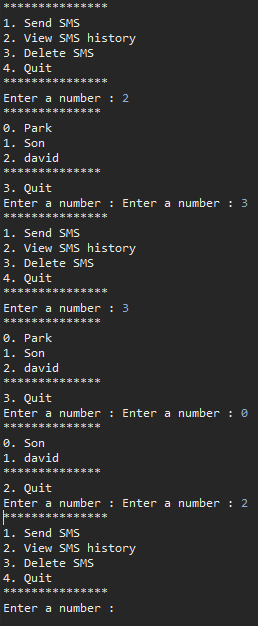 ***************
1. Send SMS
2. View SMS history
3. Delete SMS
4. Quit
***************
Enter a number : 2
**************
0. Park
1. Son
2. david
**************
3. Quit
Enter a number : Enter a number : 3
***************
1. Send SMS
2. View SMS history
3. Delete SMS
4. Quit
***************
Enter a number : 3
**************
0. Park
1. Son
2. david
**************
3. Quit
Enter a number : Enter a number : 0
**************
0. Son
1. david
**************
2. Quit
Enter a number : Enter a number : 2
***************
1. Send SMS
2. View SMS history
3. Delete SMS
4. Quit
***************
Enter a number :